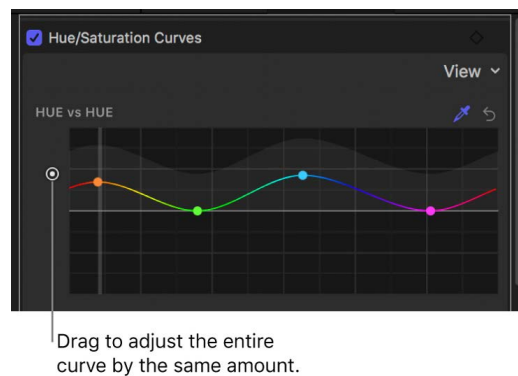 Hue/Saturation Curves
View
HUE vs HUE
Drag to adjust the entire
curve by the same amount.